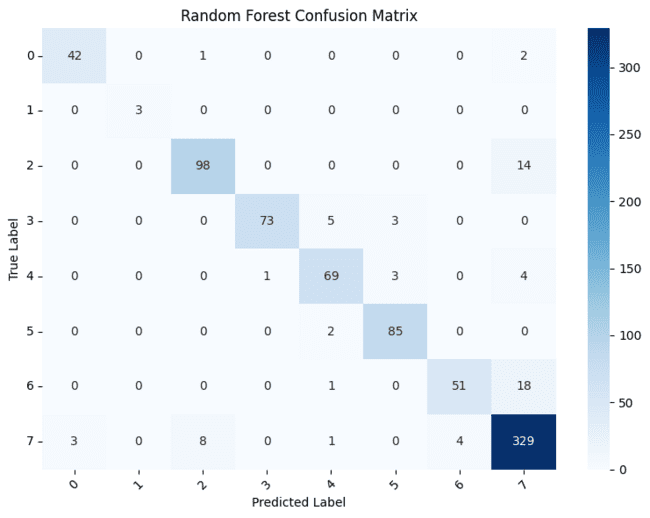 Random Forest Confusion Matrix
True Label
0 42 0 1 0 0 0 0 2
1 0 3 0 0 0 0 0 0
2 0 0 98 0 0 0 0 14
3 0 0 0 73 5 3 0 0
4 0 0 0 1 69 3 0 4
5 0 0 0 0 2 85 0 0
6 0 0 0 0 1 0 51 18
7 3 0 8 0 1 0 4 329
0 1 2 3 4 5 6 7
Predicted Label
300
250
200
150
100
50
0